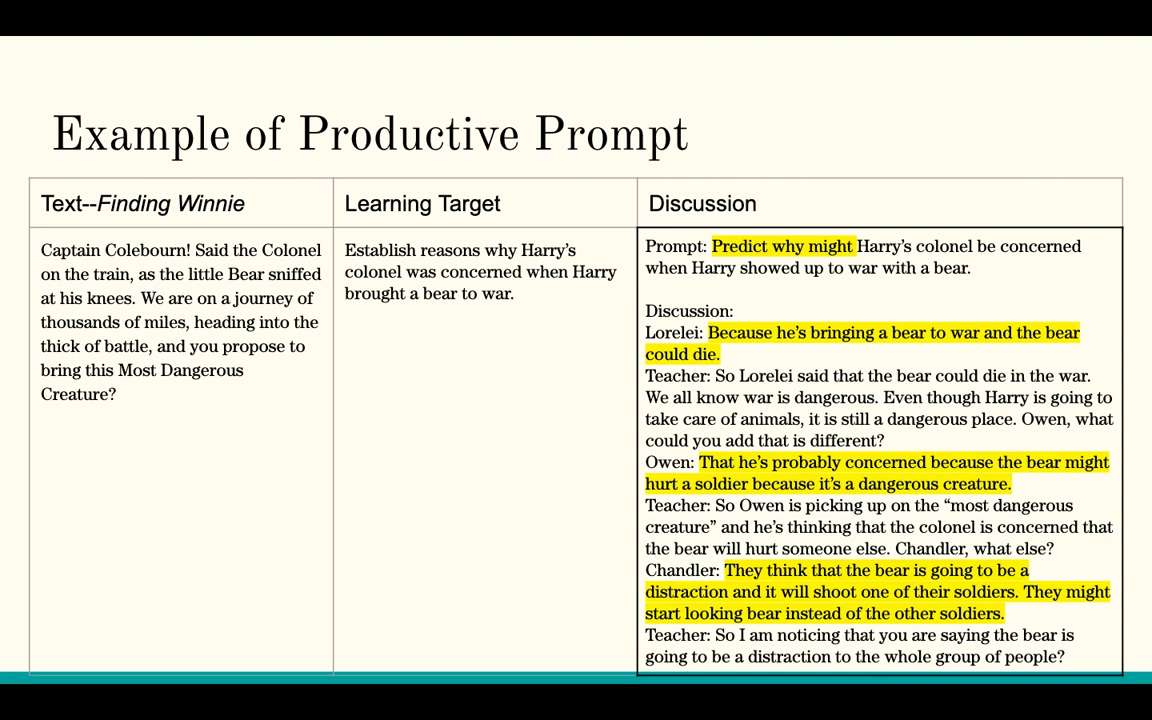 Example of Productive Prompt
Text--Finding Winnie
Learning Target
Discussion
Captain Colebourn! Said the Colonel
on the train, as the little Bear sniffed
at his knees. We are on a journey of
thousands of miles, heading into the
thick of battle, and you propose to
bring this Most Dangerous
Creature?
Establish reasons why Harry's
colonel was concerned when Harry
brought a bear to war.
Prompt: Predict why might Harry's colonel be concerned
when Harry showed up to war with a bear.
Discussion:
Lorelei: Because he's bringing a bear to war and the bear
could die.
Teacher: So Lorelei said that the bear could die in the war.
We all know war is dangerous. Even though Harry is going to
take care of animals, it is still a dangerous place. Owen, what
could you add that is different?
Owen: That he's probably concerned because the bear might
hurt a soldier because it's a dangerous creature.
Teacher: So Owen is picking up on the “most dangerous
creature” and he's thinking that the colonel is concerned that
the bear will hurt someone else. Chandler, what else?
Chandler: They think that the bear is going to be a
distraction and it will shoot one of their soldiers. They might
start looking bear instead of the other soldiers.
Teacher: So I am noticing that you are saying the bear is
going to be a distraction to the whole group of people?